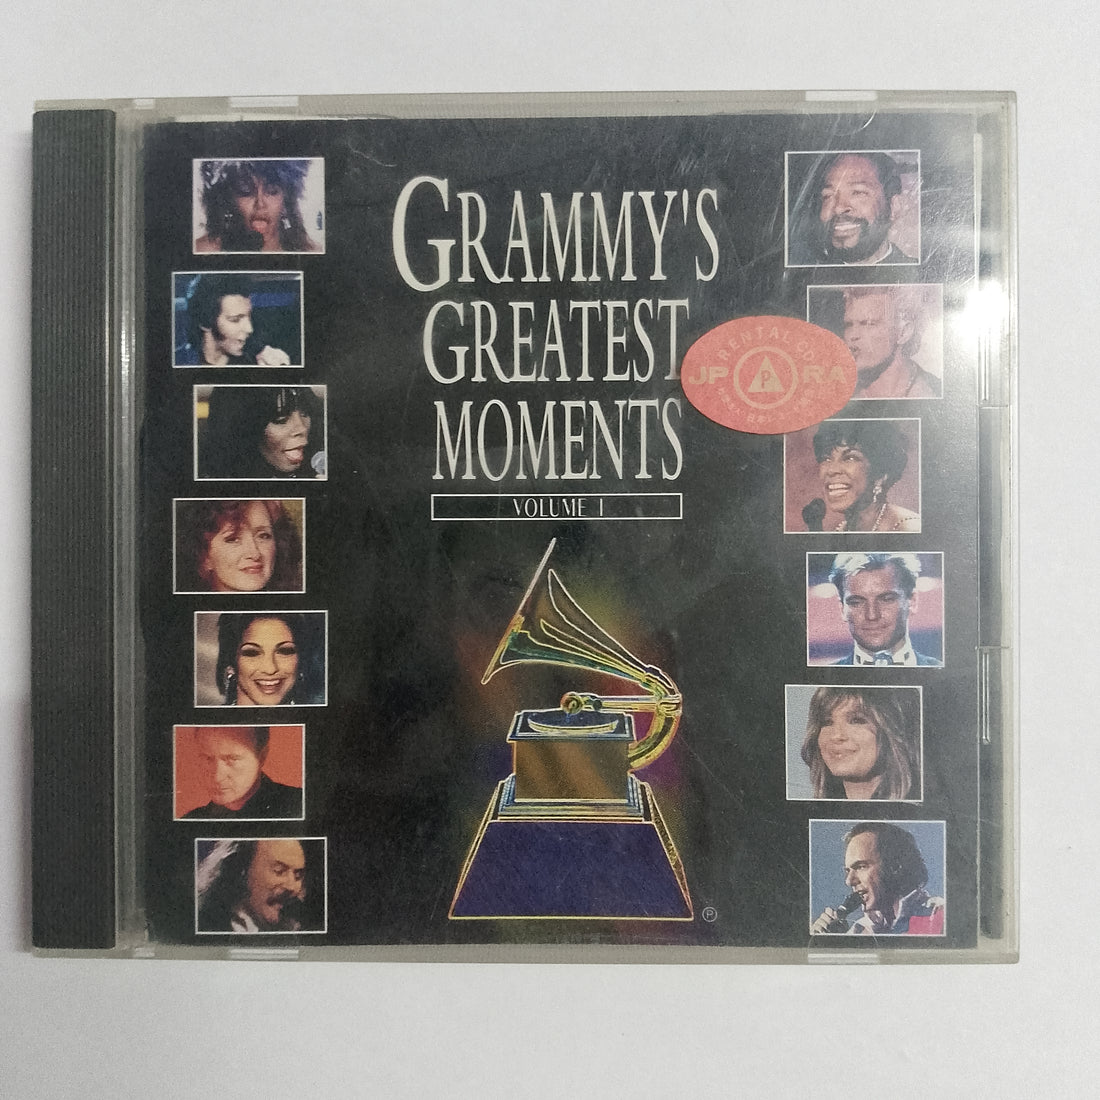 GRAMMY'S
GREATEST
MOMENTS
VOLUME I
RENTAL CD
JP P RA
P